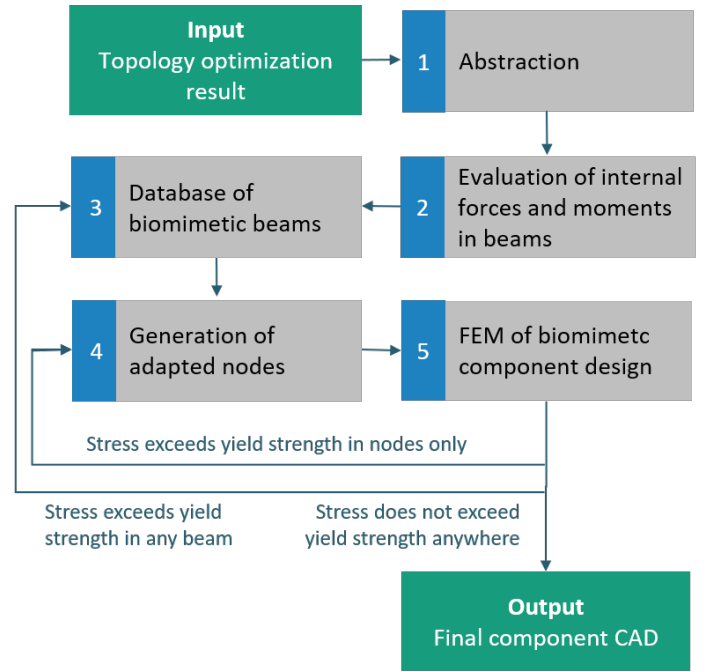 Input
Topology optimization
result
1
Abstraction
2
Evaluation of internal
forces and moments
in beams
3
Database of
biomimetic beams
4
Generation of
adapted nodes
5
FEM of biomimetc
component design
Stress exceeds yield strength in nodes only
Stress exceeds yield
strength in any beam
Stress does not exceed
yield strength anywhere
Output
Final component CAD